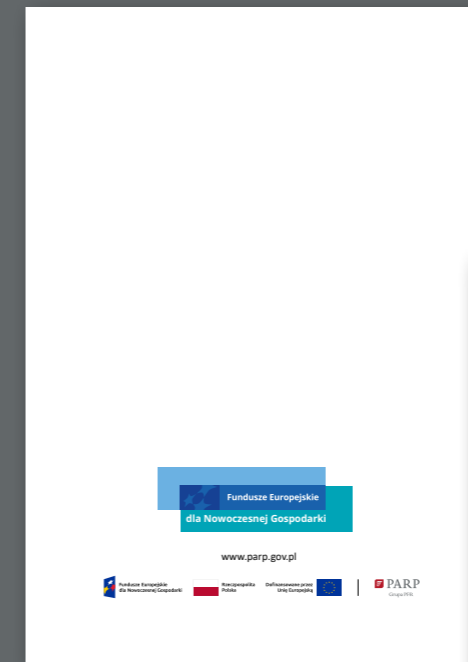 Fundusze Europejskie
dla Nowoczesnej Gospodarki
www.parp.gov.pl
Fundusze Europejskie
dla Nowoczesnej Gospodarki
Rzeczpospolita
Polska
Dofinansowane przez
Unię Europejską
PARP
Grupa PFR